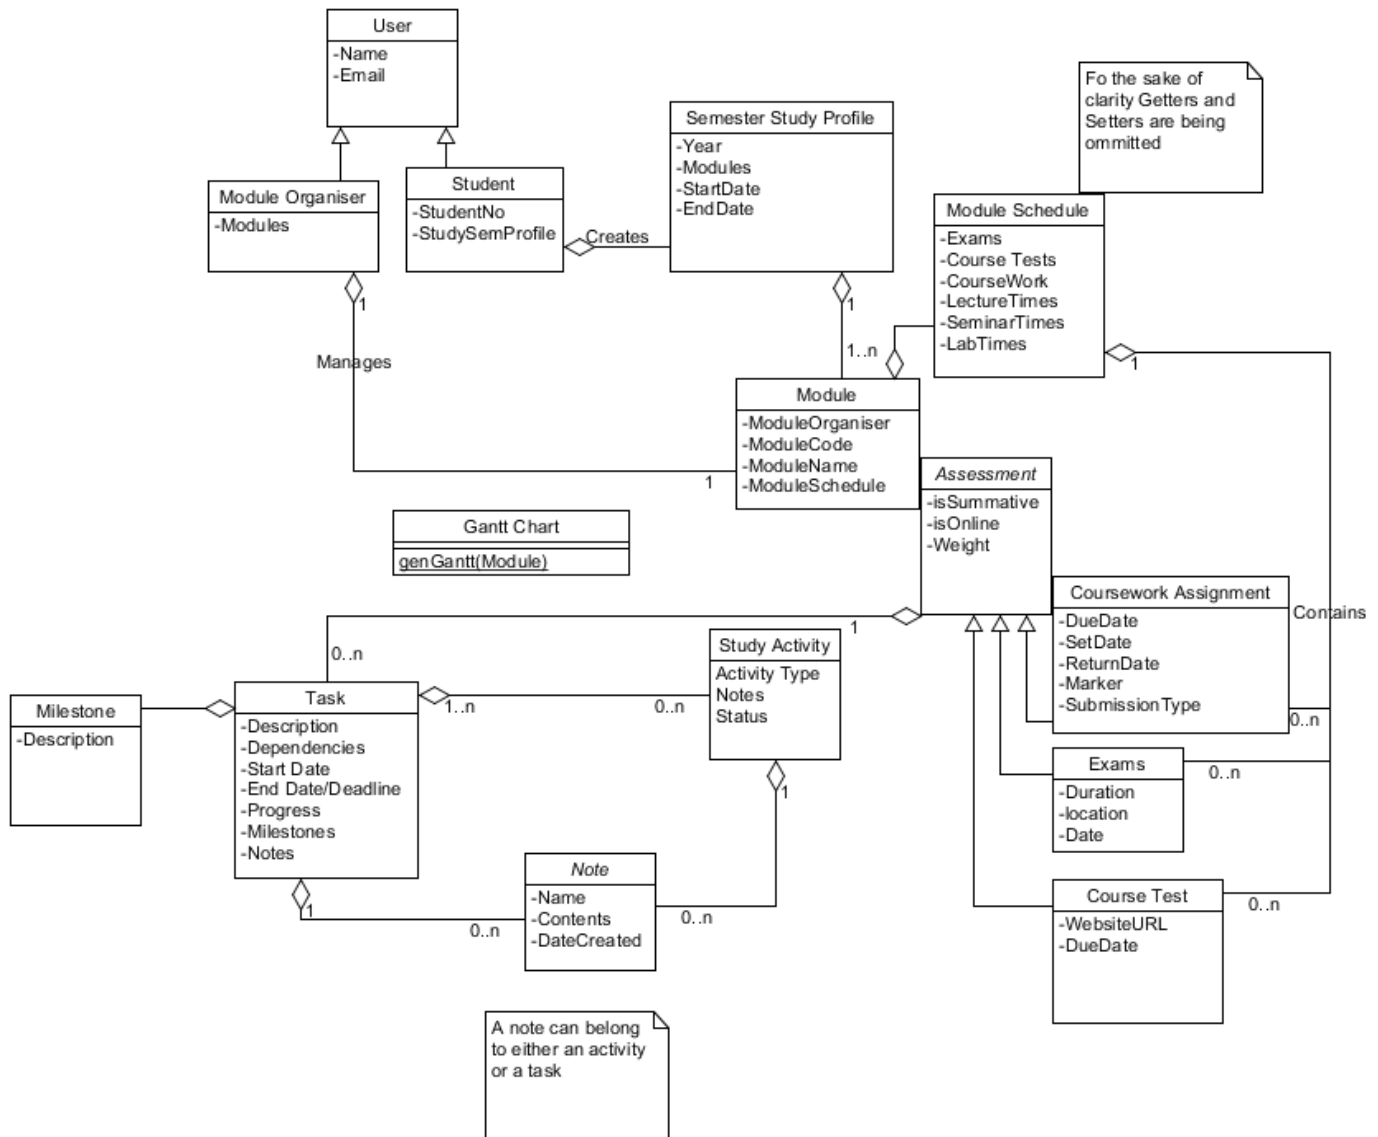 User
-Name
-Email
Fo the sake of
clarity Getters and
Setters are being
ommitted
Semester Study Profile
-Year
-Modules
-StartDate
-EndDate
Module Organiser
-Modules
Student
-StudentNo
-StudySemProfile
Creates
Module Schedule
-Exams
-Course Tests
-CourseWork
-LectureTimes
-SeminarTimes
-LabTimes
1
1
1..n
1
Manages
1
Module
-ModuleOrganiser
-ModuleCode
-ModuleName
-ModuleSchedule
Assessment
-isSummative
-isOnline
-Weight
Gantt Chart
genGantt(Module)
Coursework Assignment
-DueDate
-SetDate
-ReturnDate
-Marker
-SubmissionType
Contains
0..n
1
0..n
Study Activity
Activity Type
Notes
Status
Milestone
-Description
Task
-Description
-Dependencies
-Start Date
-End Date/Deadline
-Progress
-Milestones
-Notes
1..n
0..n
Exams
-Duration
-location
-Date
0..n
1
Note
-Name
-Contents
-DateCreated
1
0..n
0..n
Course Test
-WebsiteURL
-DueDate
0..n
A note can belong
to either an activity
or a task